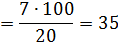 = 7 · 100 / 20 = 35